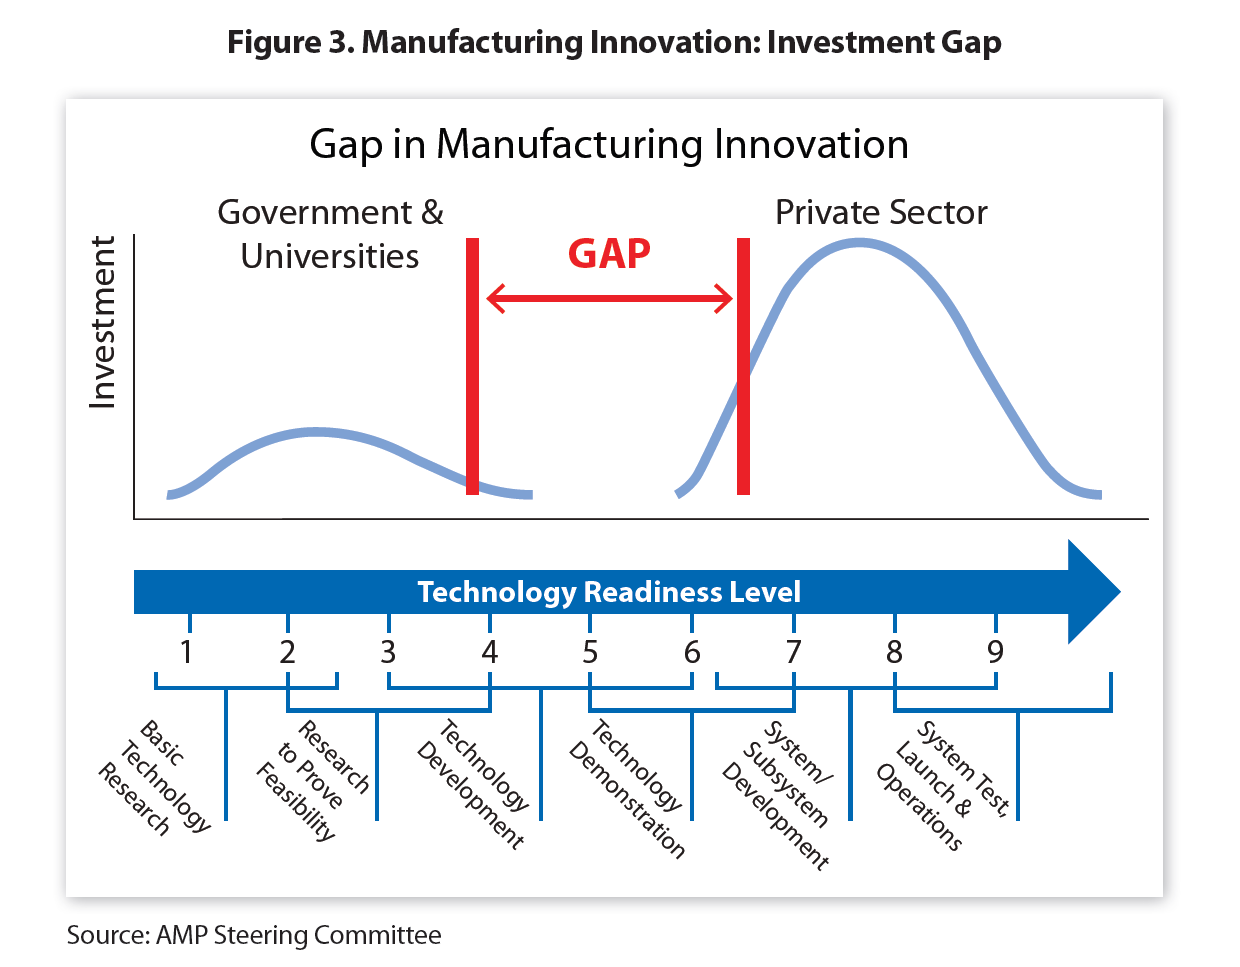 Figure 3. Manufacturing Innovation: Investment Gap
Gap in Manufacturing Innovation
Government &
Universities
Private Sector
GAP
Investment
Technology Readiness Level
1 2 3 4 5 6 7 8 9
Basic
Technology
Research
Research
to Prove
Feasibility
Technology
Development
Technology
Demonstration
System/
Subsystem
Development
System Test,
Launch &
Operations
Source: AMP Steering Committee